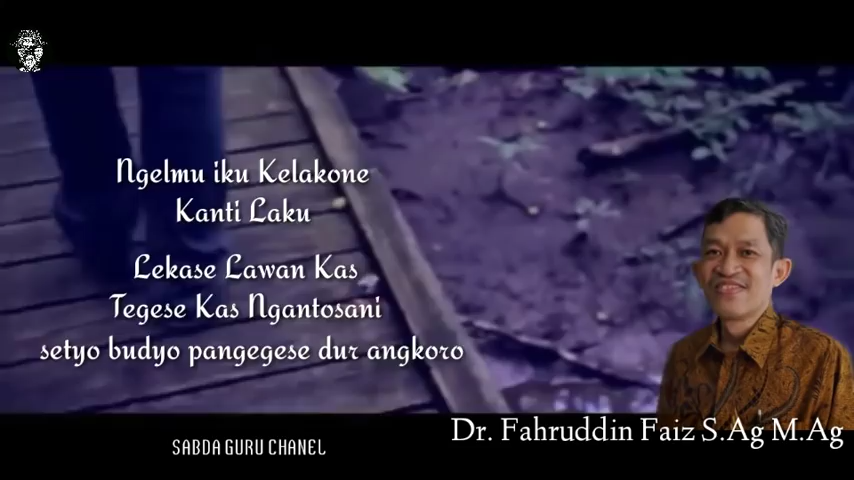 Ngelmu iku Kelakone
Kanti Laku
Lekase Lawan Kas
Tegese Kas Ngantosani
setyo budyo pangegese dur angkoro
Dr. Fahruddin Faiz S.Ag M.Ag
SABDA GURU CHANEL